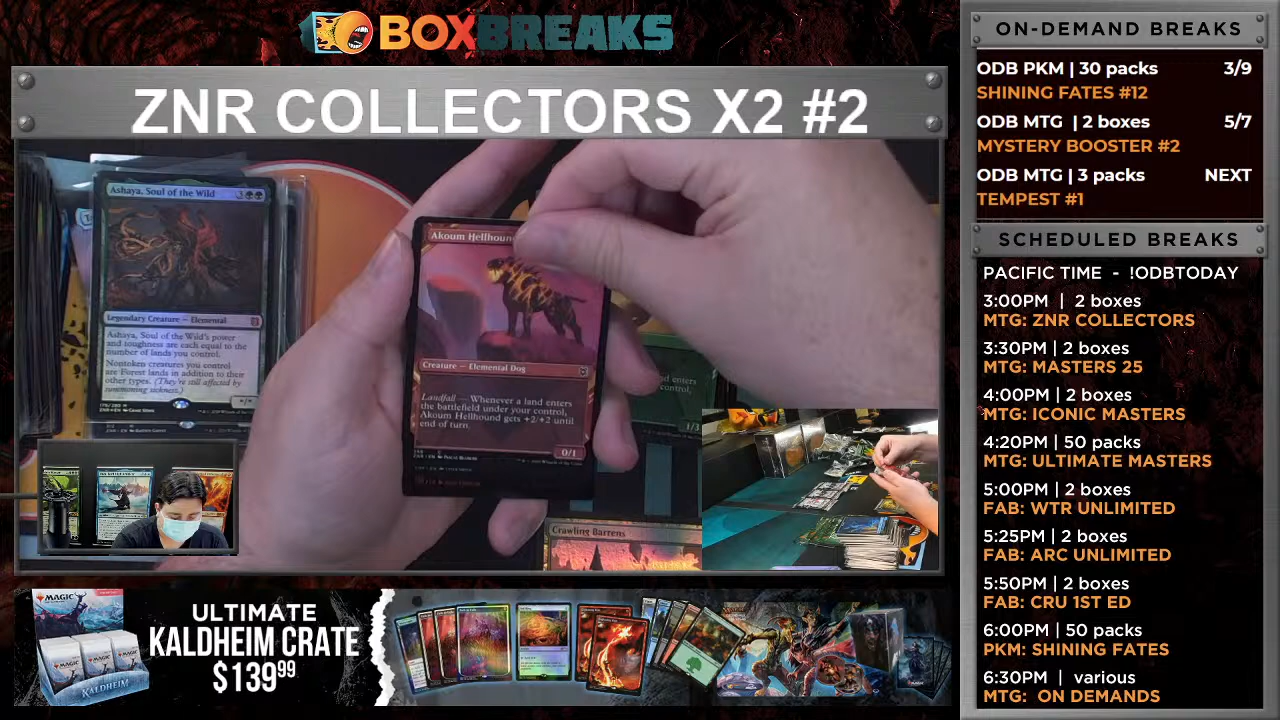 BOXBREAKS
ZNR COLLECTORS X2 #2
Ashaya, Soul of the Wild
Legendary Creature — Elemental
Ashaya, Soul of the Wild's power
and toughness are each equal to the
number of lands you control.
Nontoken creatures you control
are Forest lands in addition to their
other types. (They're still affected by
summoning sickness.)
*/*
Akoum Hellhound
Creature — Elemental Dog
Landfall — Whenever a land enters
the battlefield under your control,
Akoum Hellhound gets +2/+2 until
end of turn.
0/1
1/3
Crawling Barrens
MAGIC
KALDHEIM
ULTIMATE
KALDHEIM CRATE
$139.99
ON-DEMAND BREAKS
ODB PKM | 30 packs 3/9
SHINING FATES #12
ODB MTG | 2 boxes 5/7
MYSTERY BOOSTER #2
ODB MTG | 3 packs NEXT
TEMPEST #1
SCHEDULED BREAKS
PACIFIC TIME - !ODBTODAY
3:00PM | 2 boxes
MTG: ZNR COLLECTORS
3:30PM | 2 boxes
MTG: MASTERS 25
4:00PM | 2 boxes
MTG: ICONIC MASTERS
4:20PM | 50 packs
MTG: ULTIMATE MASTERS
5:00PM | 2 boxes
FAB: WTR UNLIMITED
5:25PM | 2 boxes
FAB: ARC UNLIMITED
5:50PM | 2 boxes
FAB: CRU 1ST ED
6:00PM | 50 packs
PKM: SHINING FATES
6:30PM | various
MTG: ON DEMANDS